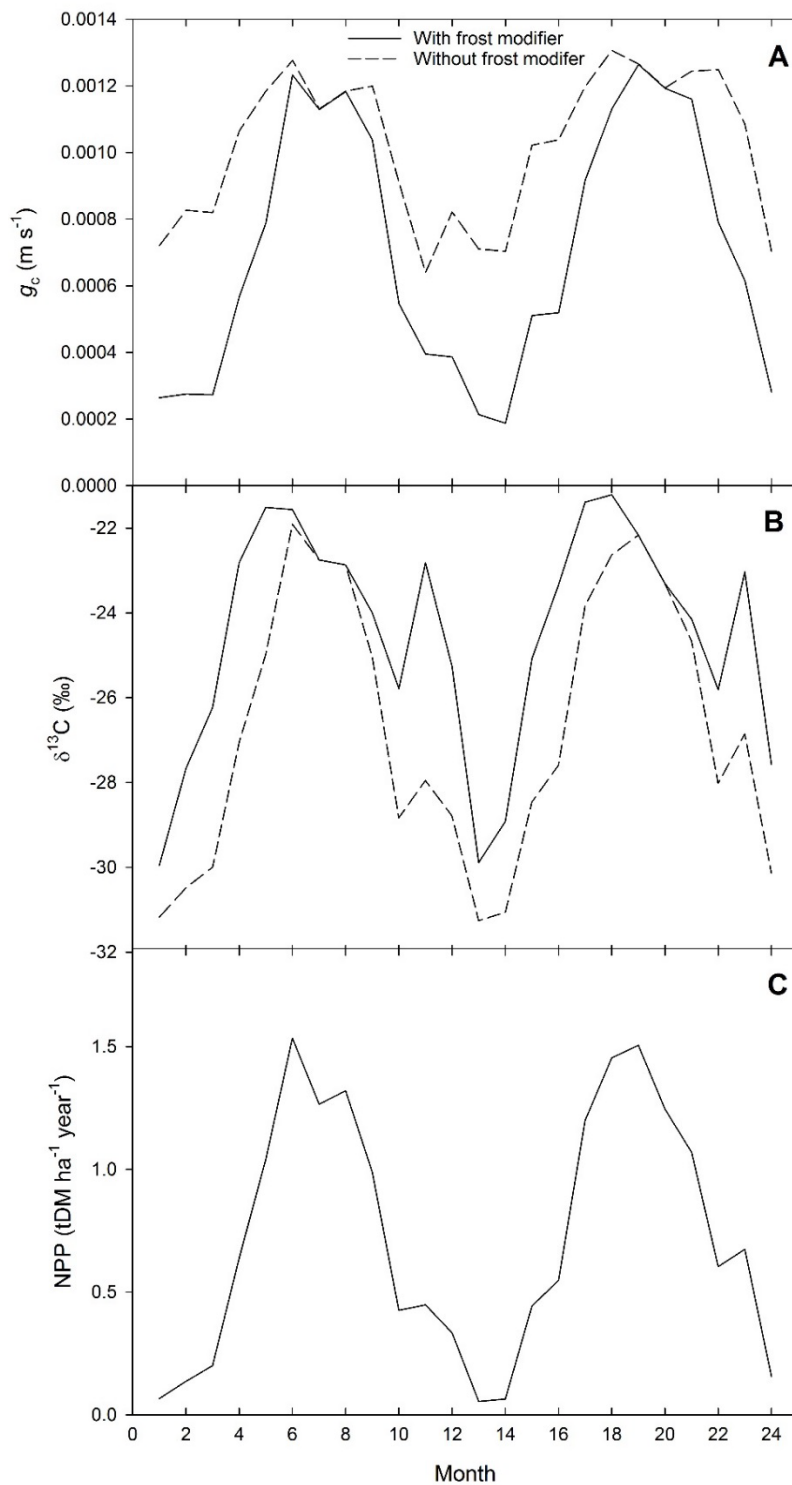 0.0014
With frost modifier
Without frost modifer
A
0.0012
0.0010
0.0008
0.0006
0.0004
0.0002
0.0000
gc (m s-1)
B
-22
-24
-26
-28
-30
-32
δ13C (‰)
C
1.5
1.0
0.5
0.0
NPP (tDM ha-1 year-1)
0 2 4 6 8 10 12 14 16 18 20 22 24
Month